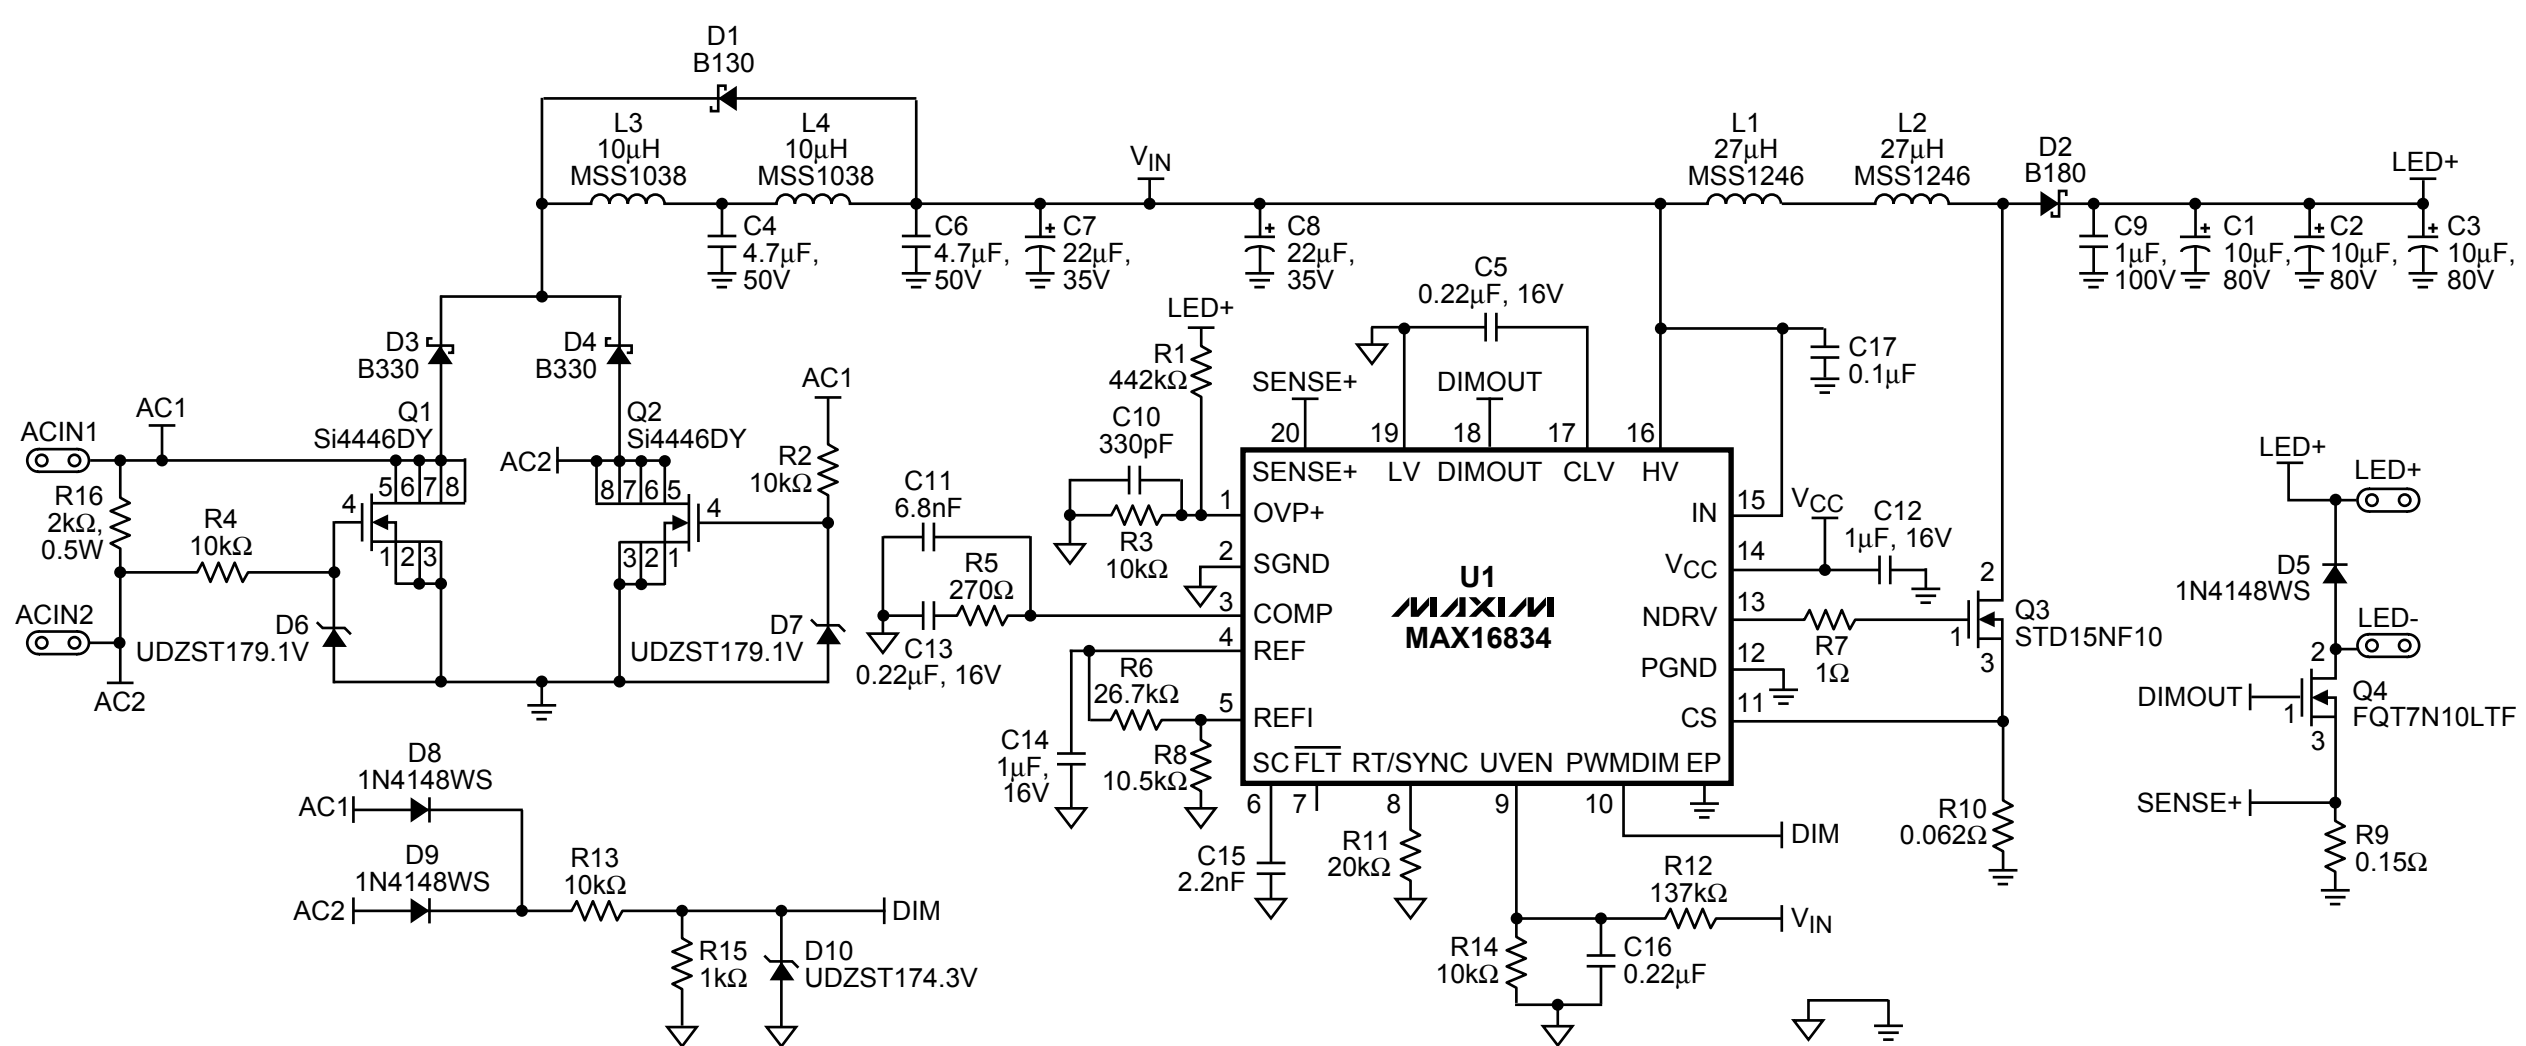 D1
B130
L3
10µH
MSS1038
L4
10µH
MSS1038
VIN
L1
27µH
MSS1246
L2
27µH
MSS1246
D2
B180
LED+
C4
4.7µF,
50V
C6
4.7µF,
50V
+ C7
22µF,
35V
+ C8
22µF,
35V
C9
1µF,
100V
+ C1
10µF,
80V
+ C2
10µF,
80V
+ C3
10µF,
80V
C5
0.22µF, 16V
LED+
R1
442kΩ
C17
0.1µF
D3
B330
D4
B330
AC1
SENSE+
DIMOUT
ACIN1
AC1
Q1
Si4446DY
AC2
Q2
Si4446DY
R2
10kΩ
C10
330pF
20
19
18
17
16
SENSE+
LV
DIMOUT
CLV
HV
5 6 7 8
8 7 6 5
4
4
1 2 3
3 2 1
R16
2kΩ,
0.5W
R4
10kΩ
C11
6.8nF
R5
270Ω
R3
10kΩ
1
OVP+
2
SGND
3
COMP
4
REF
5
REFI
U1
MAXIM
MAX16834
IN
15
VCC
14
NDRV
13
PGND
12
CS
11
VCC
C12
1µF, 16V
R7
1Ω
2
1
3
Q3
STD15NF10
LED+
LED+
D5
1N4148WS
LED-
2
DIMOUT
1
3
Q4
FQT7N10LTF
ACIN2
AC2
D6
UDZST179.1V
D7
UDZST179.1V
C13
0.22µF, 16V
R6
26.7kΩ
C14
1µF,
16V
R8
10.5kΩ
SC
FLT
RT/SYNC
UVEN
PWMDIM
EP
6
7
8
9
10
D8
1N4148WS
AC1
D9
1N4148WS
AC2
R13
10kΩ
DIM
R15
1kΩ
D10
UDZST174.3V
C15
2.2nF
R11
20kΩ
DIM
R12
137kΩ
VIN
R14
10kΩ
C16
0.22µF
R10
0.062Ω
SENSE+
R9
0.15Ω